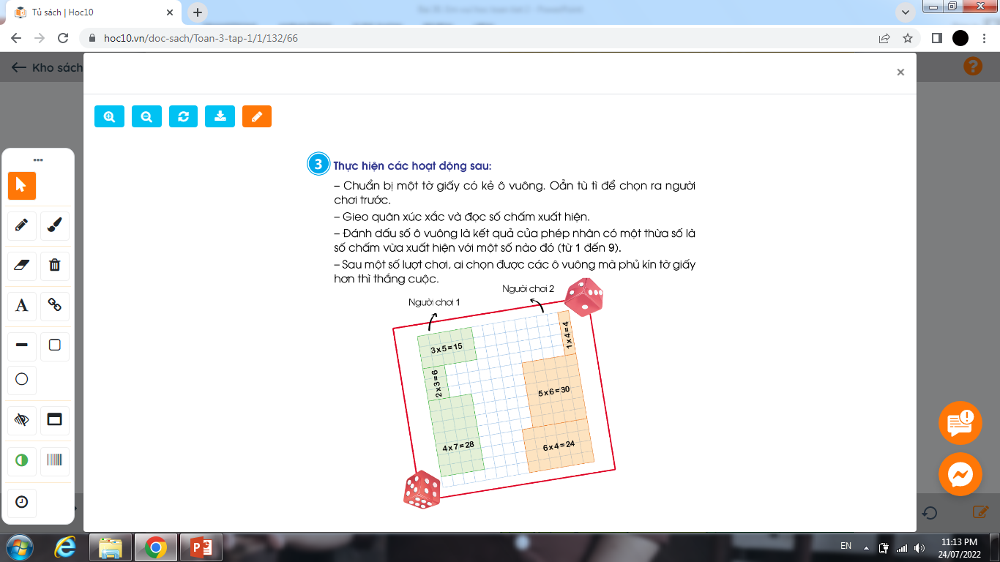 Tủ sách | Hoc10
hoc10.vn/doc-sach/Toan-3-tap-1/1/132/66
Kho sách
3 Thực hiện các hoạt động sau:
– Chuẩn bị một tờ giấy có kẻ ô vuông. Oẳn tù tì để chọn ra người
chơi trước.
– Gieo quân xúc xắc và đọc số chấm xuất hiện.
– Đánh dấu số ô vuông là kết quả của phép nhân có một thừa số là
số chấm vừa xuất hiện với một số nào đó (từ 1 đến 9).
– Sau một số lượt chơi, ai chọn được các ô vuông mà phủ kín tờ giấy
hơn thì thắng cuộc.
Người chơi 1
Người chơi 2
3 x 5 = 15
1 x 4 = 4
2 x 3 = 6
5 x 6 = 30
4 x 7 = 28
6 x 4 = 24
EN
11:13 PM
24/07/2022